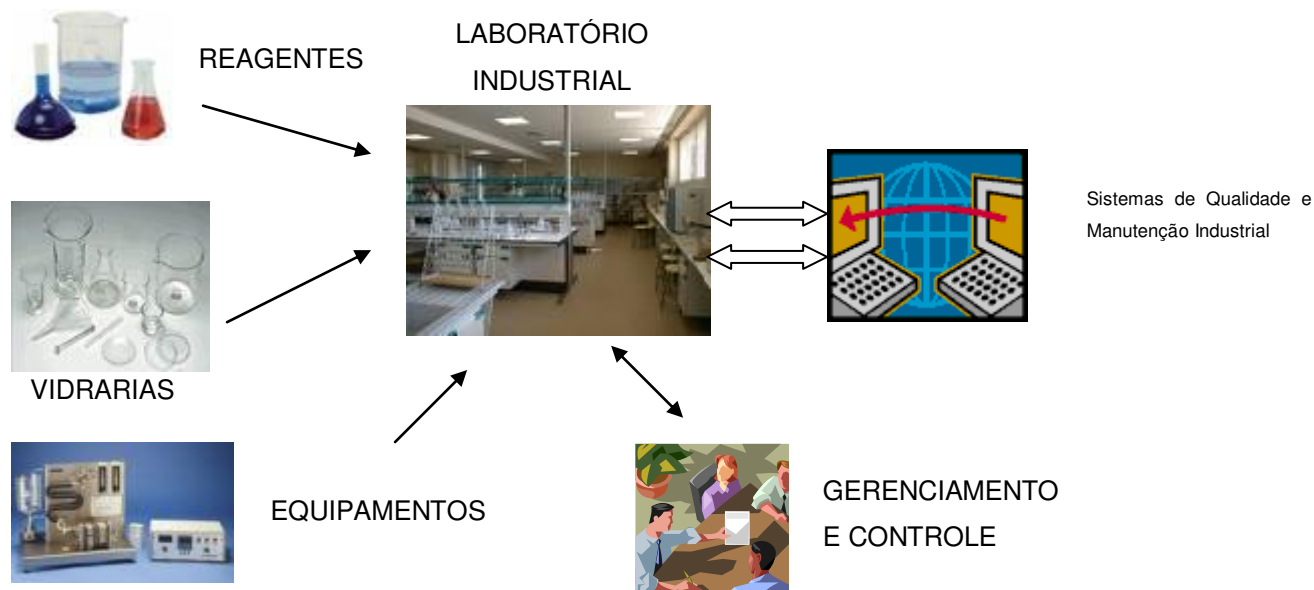 REAGENTES
LABORATÓRIO
INDUSTRIAL
Sistemas de Qualidade e
Manutenção Industrial
VIDRARIAS
EQUIPAMENTOS
GERENCIAMENTO
E CONTROLE